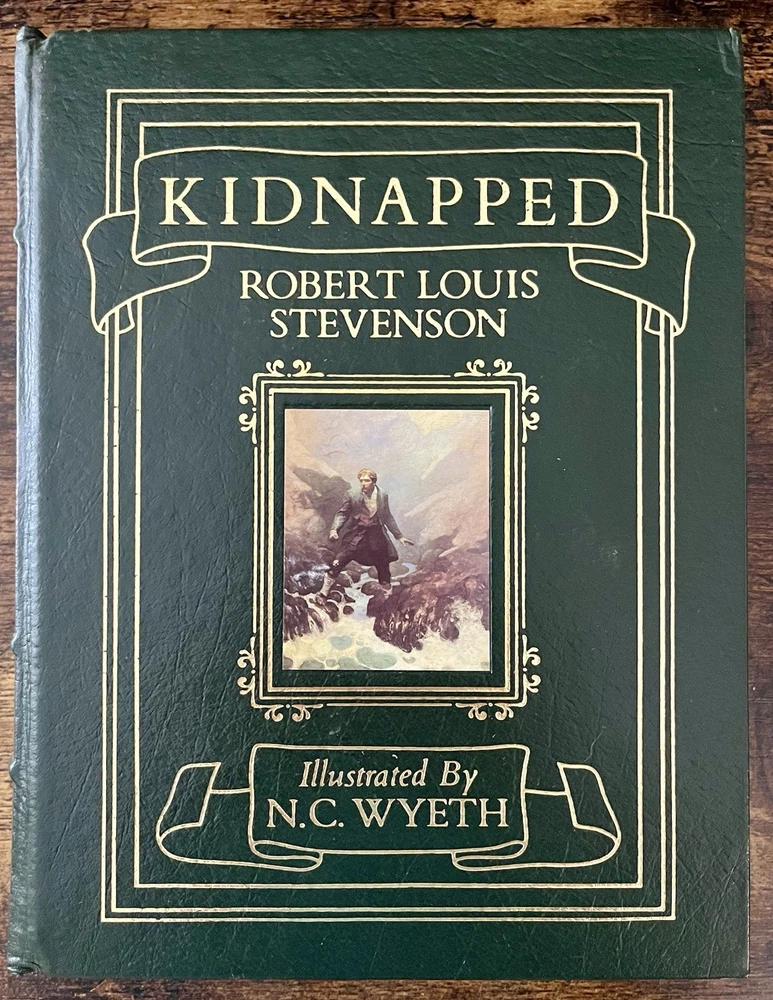 KIDNAPPED
ROBERT LOUIS
STEVENSON
Illustrated By
N.C. WYETH